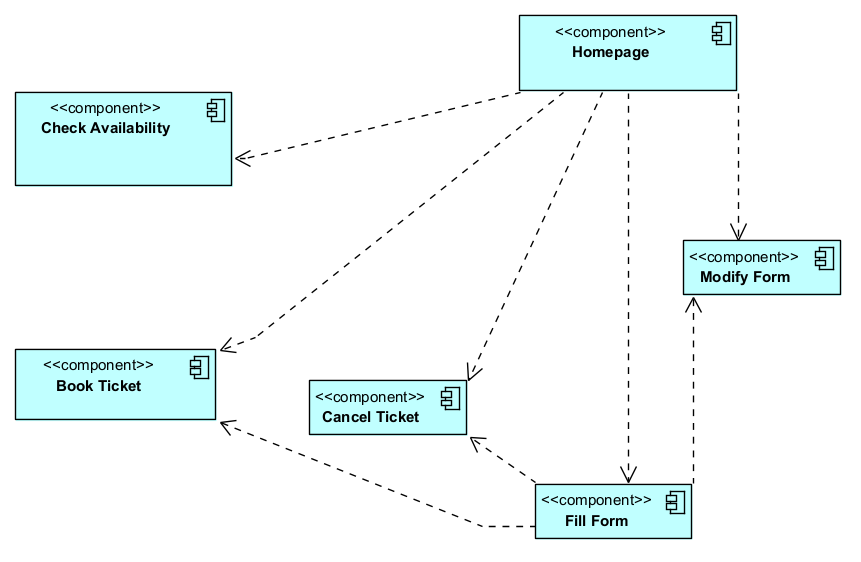 <<component>>
Homepage
<<component>>
Check Availability
<<component>>
Modify Form
<<component>>
Book Ticket
<<component>>
Cancel Ticket
<<component>>
Fill Form